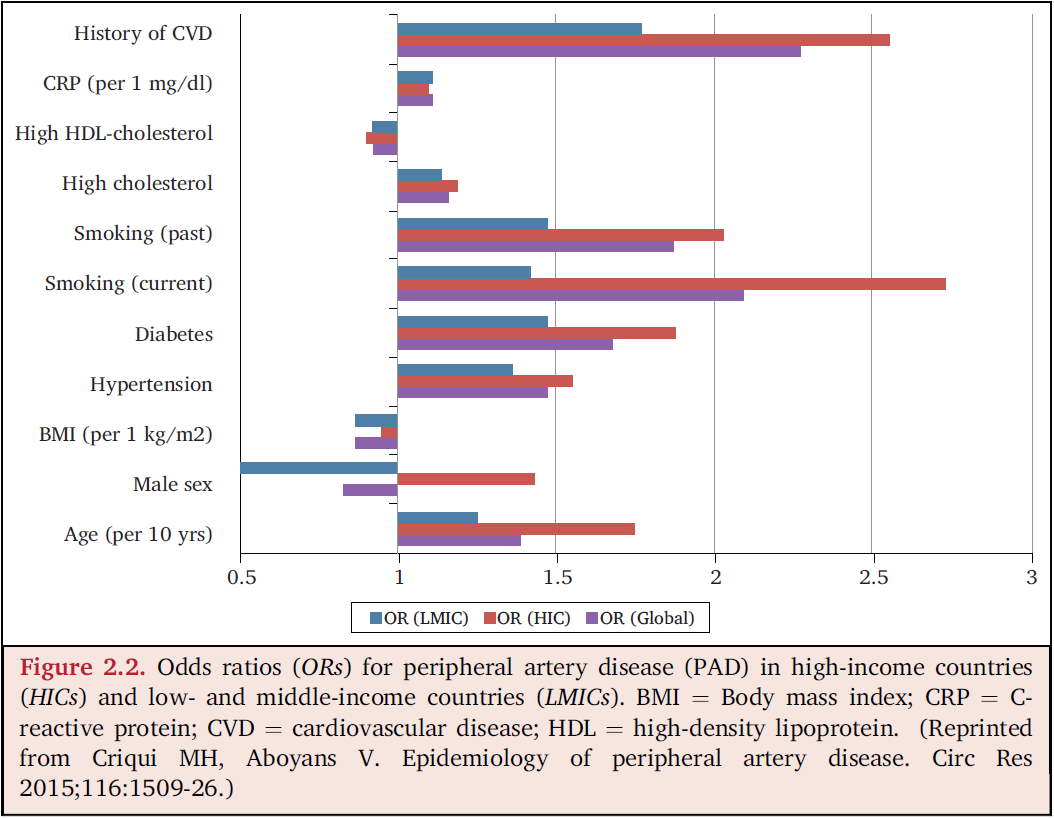 History of CVD
CRP (per 1 mg/dl)
High HDL-cholesterol
High cholesterol
Smoking (past)
Smoking (current)
Diabetes
Hypertension
BMI (per 1 kg/m2)
Male sex
Age (per 10 yrs)
0.5 1 1.5 2 2.5 3
OR (LMIC) OR (HIC) OR (Global)
Figure 2.2. Odds ratios (ORs) for peripheral artery disease (PAD) in high-income countries
(HICs) and low- and middle-income countries (LMICs). BMI = Body mass index; CRP = C-
reactive protein; CVD = cardiovascular disease; HDL = high-density lipoprotein. (Reprinted
from Criqui MH, Aboyans V. Epidemiology of peripheral artery disease. Circ Res
2015;116:1509-26.)